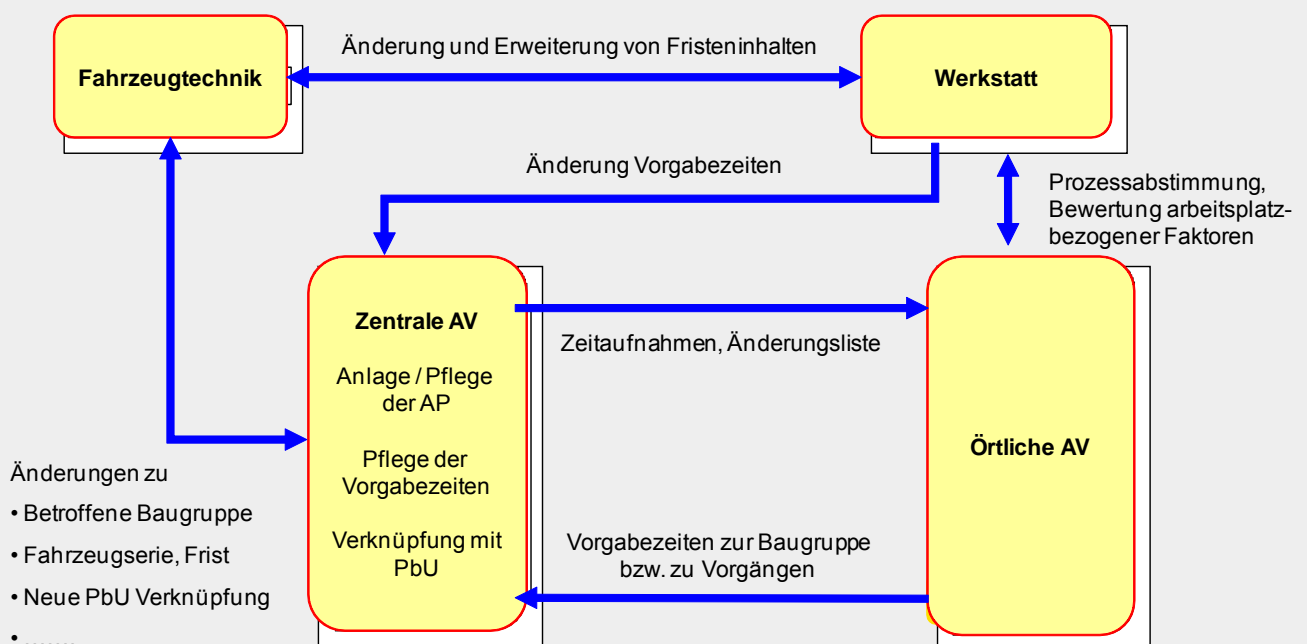 Änderung und Erweiterung von Fristeninhalten
Fahrzeugtechnik
Werkstatt
Änderung Vorgabezeiten
Prozessabstimmung,
Bewertung arbeitsplatz-
bezogener Faktoren
Zentrale AV
Anlage / Pflege
der AP
Pflege der
Vorgabezeiten
Verknüpfung mit
PbU
Zeitaufnahmen, Änderungsliste
Örtliche AV
Vorgabezeiten zur Baugruppe
bzw. zu Vorgängen
Änderungen zu
• Betroffene Baugruppe
• Fahrzeugserie, Frist
• Neue PbU Verknüpfung
• ........